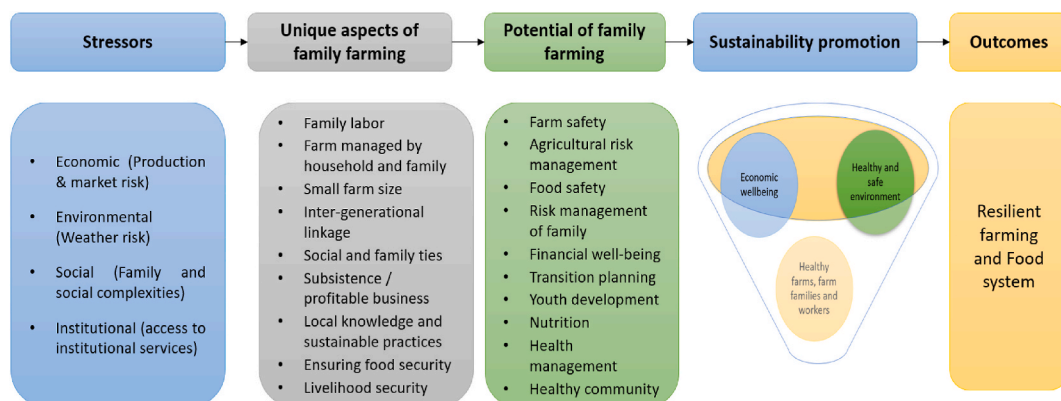 Stressors
Unique aspects of
family farming
Potential of family
farming
Sustainability promotion
Outcomes
• Economic (Production
& market risk)
• Environmental
(Weather risk)
• Social (Family and
social complexities)
• Institutional (access to
institutional services)
• Family labor
• Farm managed by
household and family
• Small farm size
• Inter-generational
linkage
• Social and family ties
• Subsistence /
profitable business
• Local knowledge and
sustainable practices
• Ensuring food security
• Livelihood security
• Farm safety
• Agricultural risk
management
• Food safety
• Risk management
of family
• Financial well-being
• Transition planning
• Youth development
• Nutrition
• Health
management
• Healthy community
Economic
wellbeing
Healthy and
safe
environment
Healthy
farms, farm
families and
workers
Resilient
farming
and Food
system